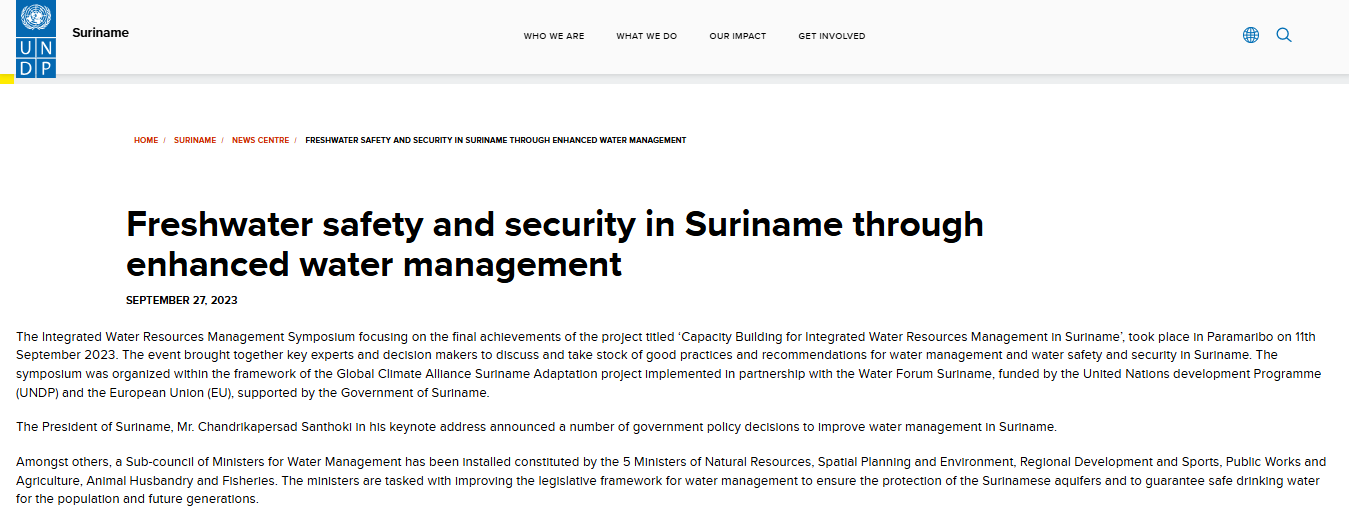 UN
DP
Suriname
WHO WE ARE
WHAT WE DO
OUR IMPACT
GET INVOLVED
HOME / SURINAME / NEWS CENTRE / FRESHWATER SAFETY AND SECURITY IN SURINAME THROUGH ENHANCED WATER MANAGEMENT
Freshwater safety and security in Suriname through
enhanced water management
SEPTEMBER 27, 2023
The Integrated Water Resources Management Symposium focusing on the final achievements of the project titled ‘Capacity Building for Integrated Water Resources Management in Suriname’, took place in Paramaribo on 11th
September 2023. The event brought together key experts and decision makers to discuss and take stock of good practices and recommendations for water management and water safety and security in Suriname. The
symposium was organized within the framework of the Global Climate Alliance Suriname Adaptation project implemented in partnership with the Water Forum Suriname, funded by the United Nations development Programme
(UNDP) and the European Union (EU), supported by the Government of Suriname.
The President of Suriname, Mr. Chandrikapersad Santhoki in his keynote address announced a number of government policy decisions to improve water management in Suriname.
Amongst others, a Sub-council of Ministers for Water Management has been installed constituted by the 5 Ministers of Natural Resources, Spatial Planning and Environment, Regional Development and Sports, Public Works and
Agriculture, Animal Husbandry and Fisheries. The ministers are tasked with improving the legislative framework for water management to ensure the protection of the Surinamese aquifers and to guarantee safe drinking water
for the population and future generations.